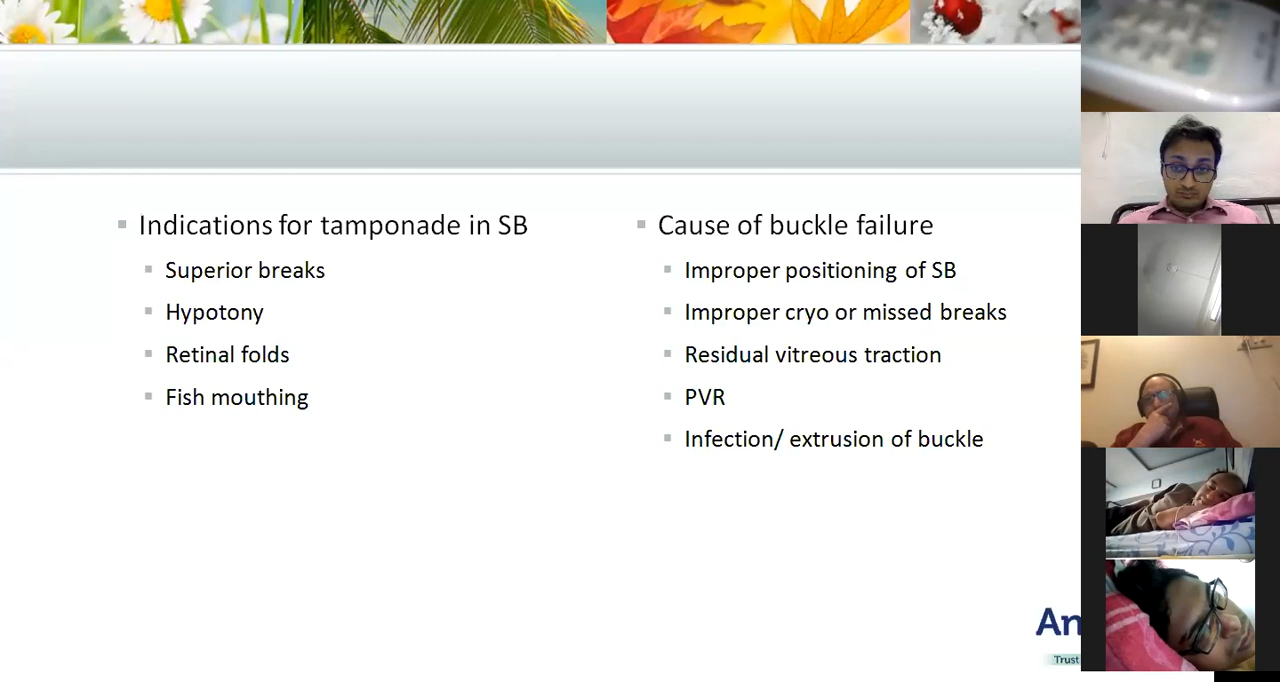 Indications for tamponade in SB
Superior breaks
Hypotony
Retinal folds
Fish mouthing
Cause of buckle failure
Improper positioning of SB
Improper cryo or missed breaks
Residual vitreous traction
PVR
Infection/ extrusion of buckle
An
Trust